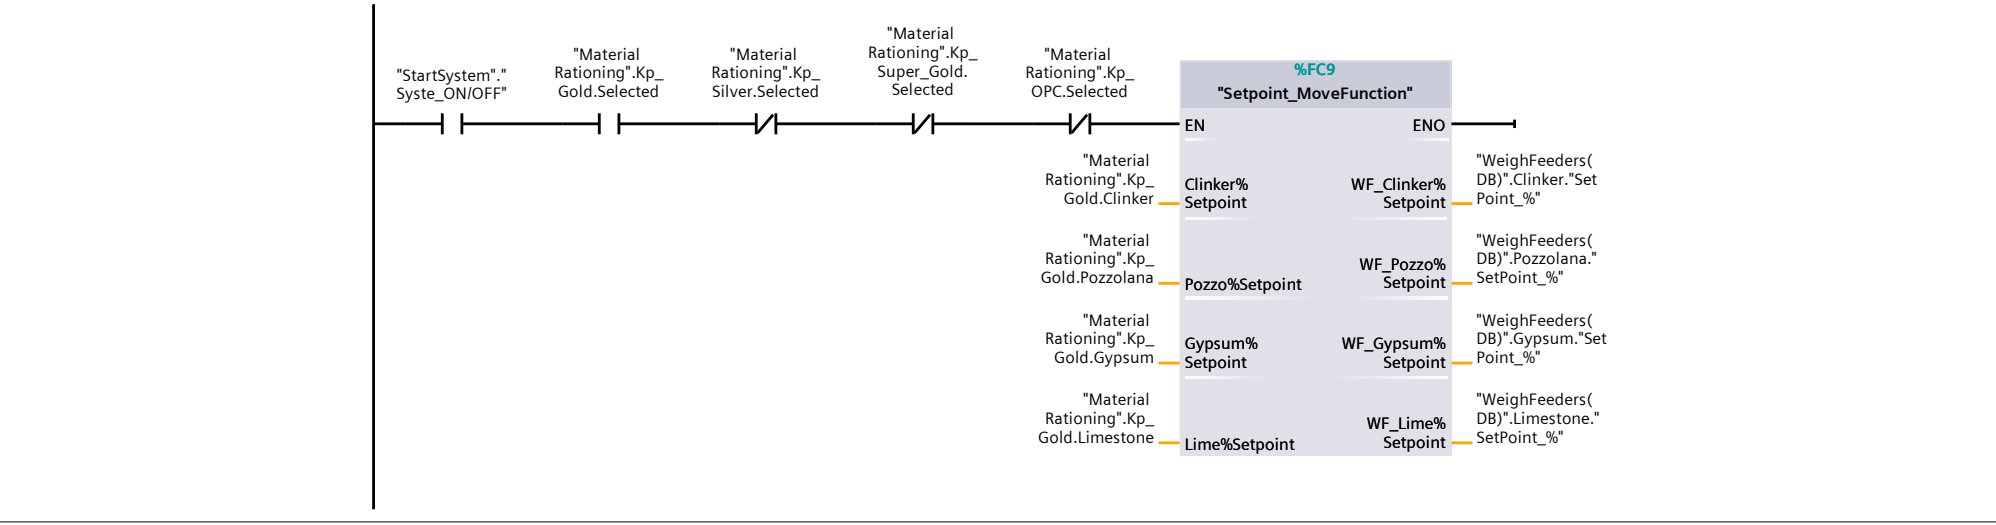 "StartSystem"."
Syste_ON/OFF"
"Material
Rationing".Kp_
Gold.Selected
"Material
Rationing".Kp_
Silver.Selected
"Material
Rationing".Kp_
Super_Gold.
Selected
"Material
Rationing".Kp_
OPC.Selected
%FC9
"Setpoint_MoveFunction"
EN
ENO
"Material
Rationing".Kp_
Gold.Clinker
Clinker%
Setpoint
WF_Clinker%
Setpoint
"WeighFeeders(
DB)".Clinker."Set
Point_%"
"Material
Rationing".Kp_
Gold.Pozzolana
Pozzo%Setpoint
WF_Pozzo%
Setpoint
"WeighFeeders(
DB)".Pozzolana."
SetPoint_%"
"Material
Rationing".Kp_
Gold.Gypsum
Gypsum%
Setpoint
WF_Gypsum%
Setpoint
"WeighFeeders(
DB)".Gypsum."Set
Point_%"
"Material
Rationing".Kp_
Gold.Limestone
Lime%Setpoint
WF_Lime%
Setpoint
"WeighFeeders(
DB)".Limestone."
SetPoint_%"